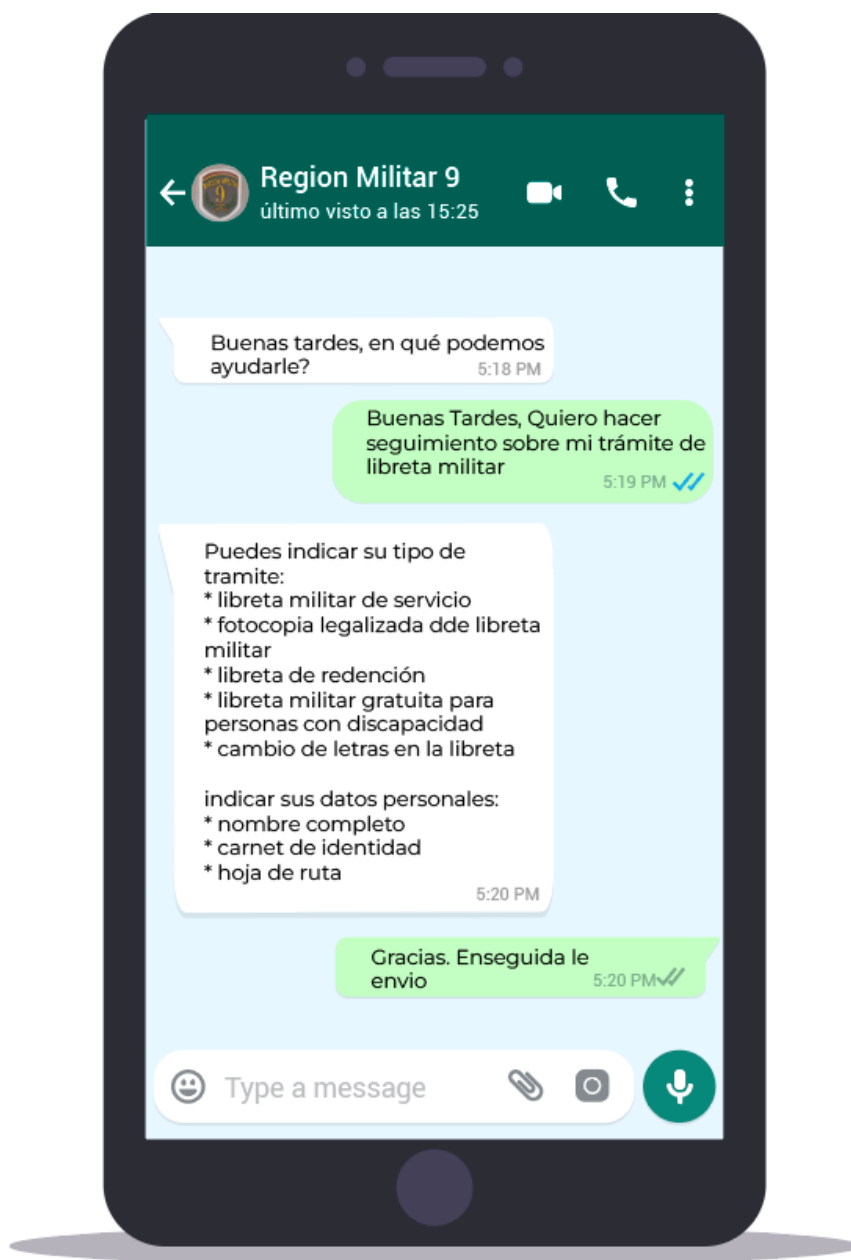 Region Militar 9
último visto a las 15:25
9
Buenas tardes, en qué podemos
ayudarle?
5:18 PM
Buenas Tardes, Quiero hacer
seguimiento sobre mi trámite de
libreta militar
5:19 PM
Puedes indicar su tipo de
tramite:
* libreta militar de servicio
* fotocopia legalizada dde libreta
militar
* libreta de redención
* libreta militar gratuita para
personas con discapacidad
* cambio de letras en la libreta
indicar sus datos personales:
* nombre completo
* carnet de identidad
* hoja de ruta
5:20 PM
Gracias. Enseguida le
envio
5:20 PM
Type a message